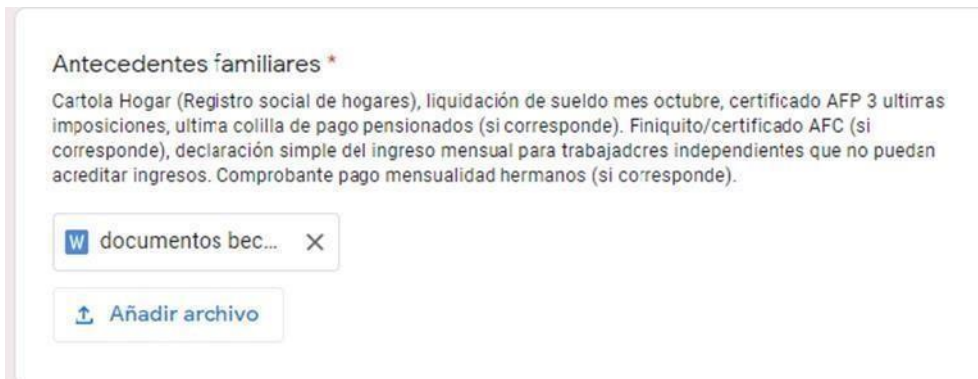 Antecedentes familiares *
Cartola Hogar (Registro social de hogares), liquidación de sueldo mes octubre, certificado AFP 3 ultimas
imposiciones, ultima colilla de pago pensionados (si corresponde). Finiquito/certificado AFC (si
corresponde), declaración simple del ingreso mensual para trabajadores independientes que no puedan
acreditar ingresos. Comprobante pago mensualidad hermanos (si corresponde).
W documentos bec...
Añadir archivo